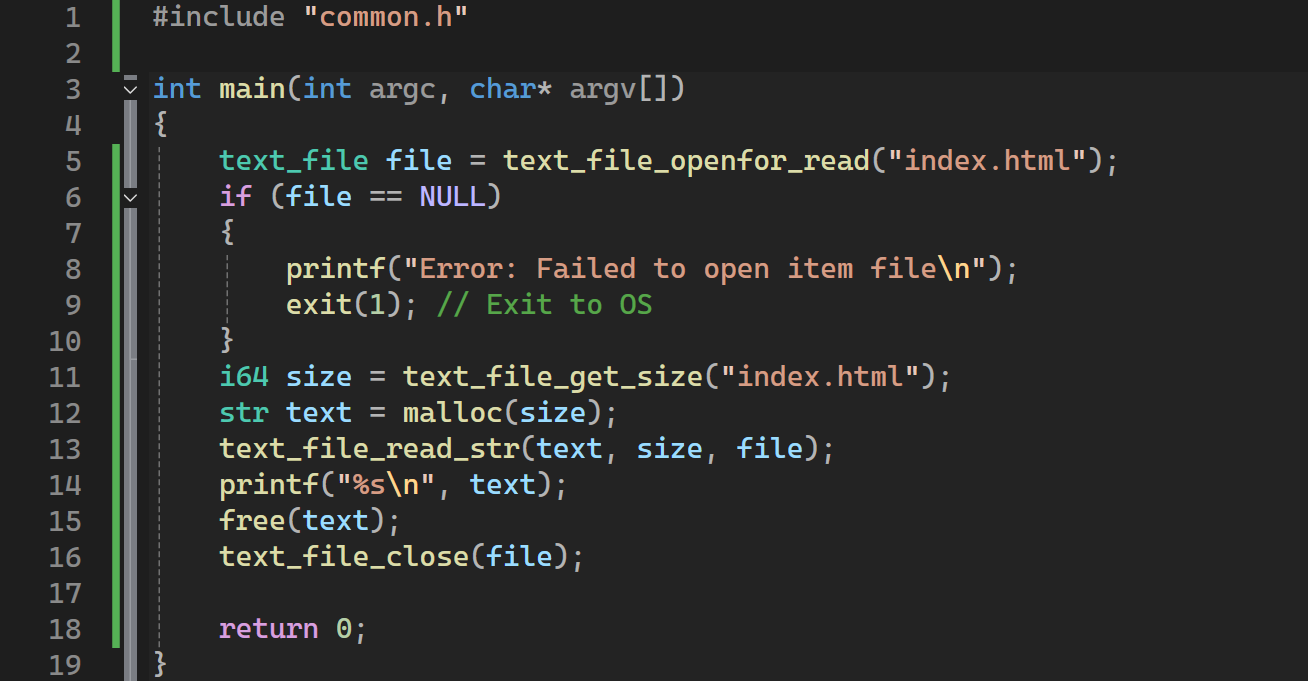 1 #include "common.h"
2
3 int main(int argc, char* argv[])
4 {
5     text_file file = text_file_openfor_read("index.html");
6     if (file == NULL)
7     {
8         printf("Error: Failed to open item file\n");
9         exit(1); // Exit to OS
10     }
11     i64 size = text_file_get_size("index.html");
12     str text = malloc(size);
13     text_file_read_str(text, size, file);
14     printf("%s\n", text);
15     free(text);
16     text_file_close(file);
17
18     return 0;
19 }